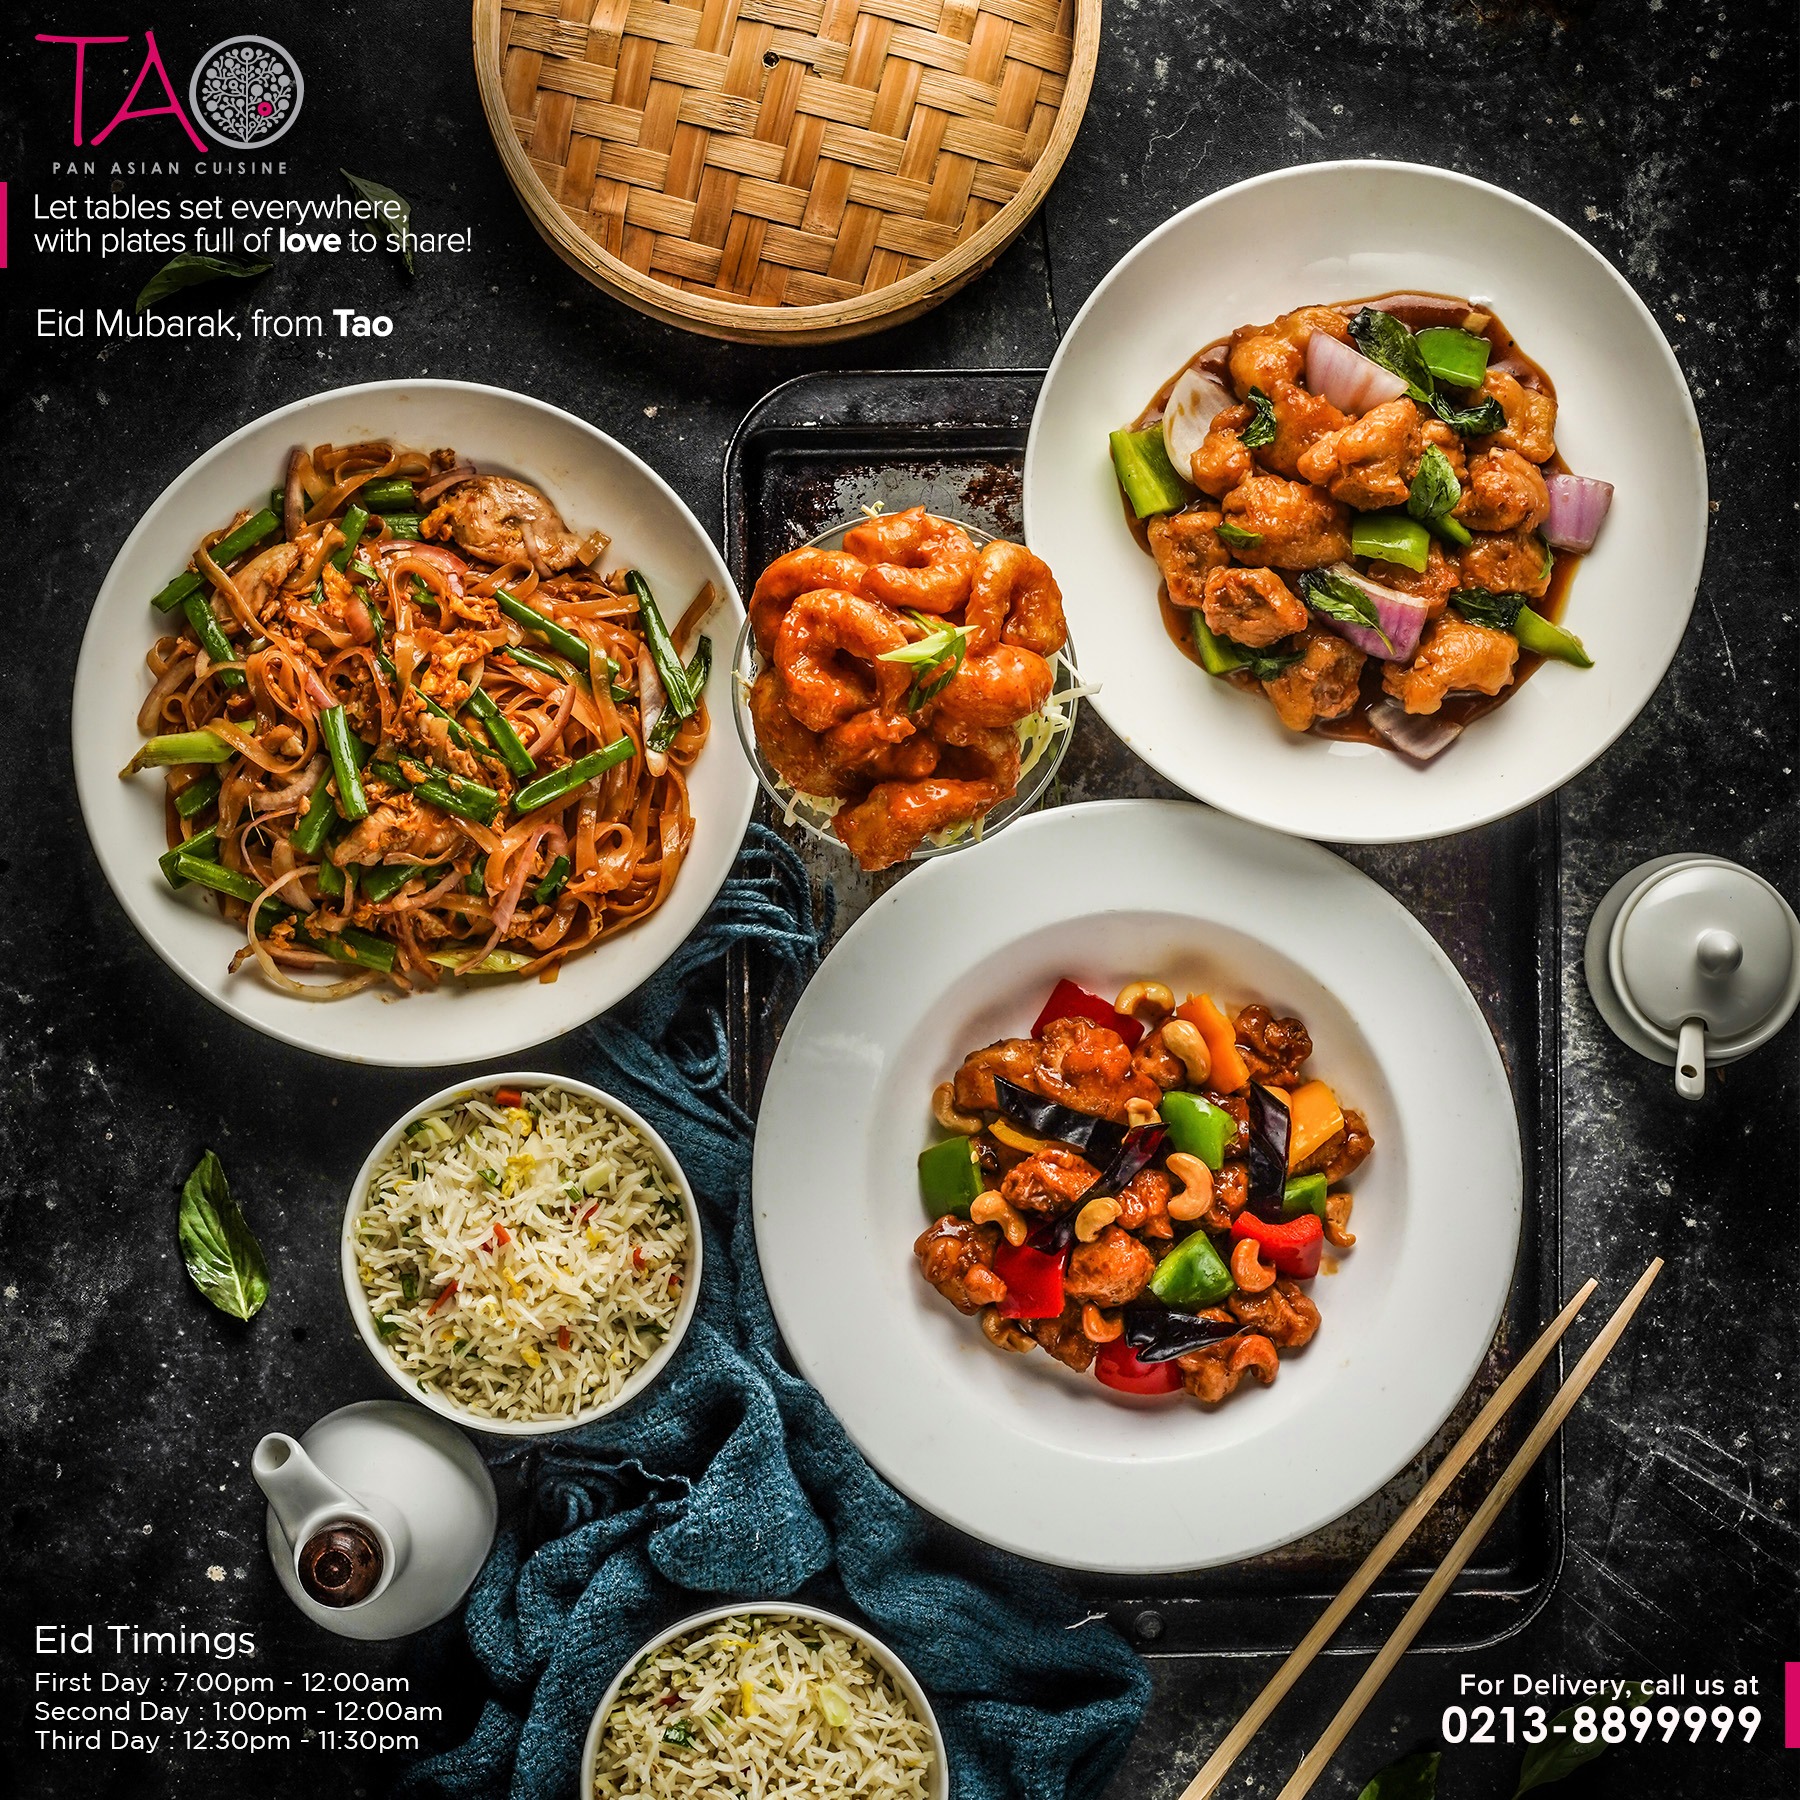 TAO
PAN ASIAN CUISINE
Let tables set everywhere,
with plates full of love to share!
Eid Mubarak, from Tao
Eid Timings
First Day : 7:00pm - 12:00am
Second Day : 1:00pm - 12:00am
Third Day : 12:30pm - 11:30pm
For Delivery, call us at
0213-8899999